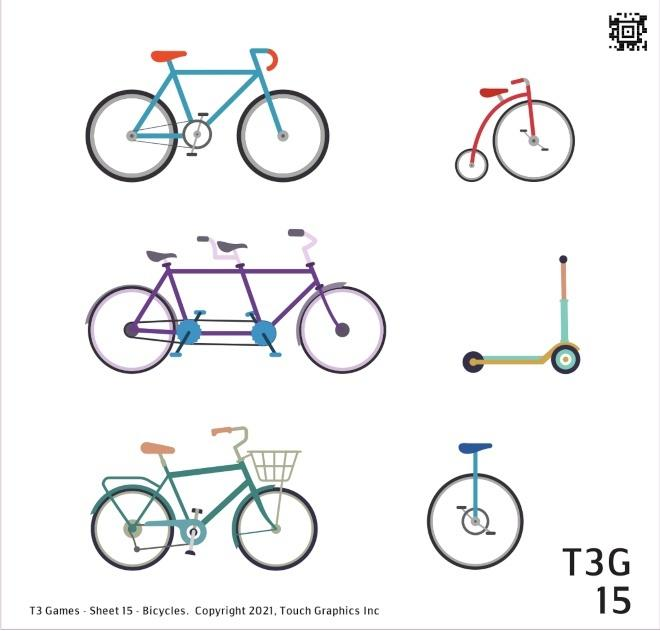 T3G
15
T3 Games - Sheet 15 - Bicycles. Copyright 2021, Touch Graphics Inc